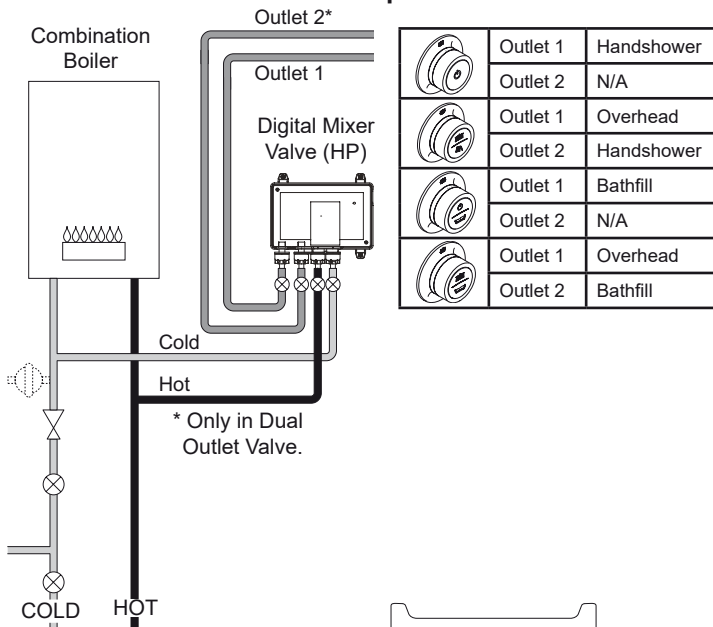 Outlet 2*
Combination
Boiler
Outlet 1
Digital Mixer
Valve (HP)
Outlet 1 Handshower
Outlet 2 N/A
Outlet 1 Overhead
Outlet 2 Handshower
Outlet 1 Bathfill
Outlet 2 N/A
Outlet 1 Overhead
Outlet 2 Bathfill
Cold
Hot
* Only in Dual
Outlet Valve.
COLD HOT